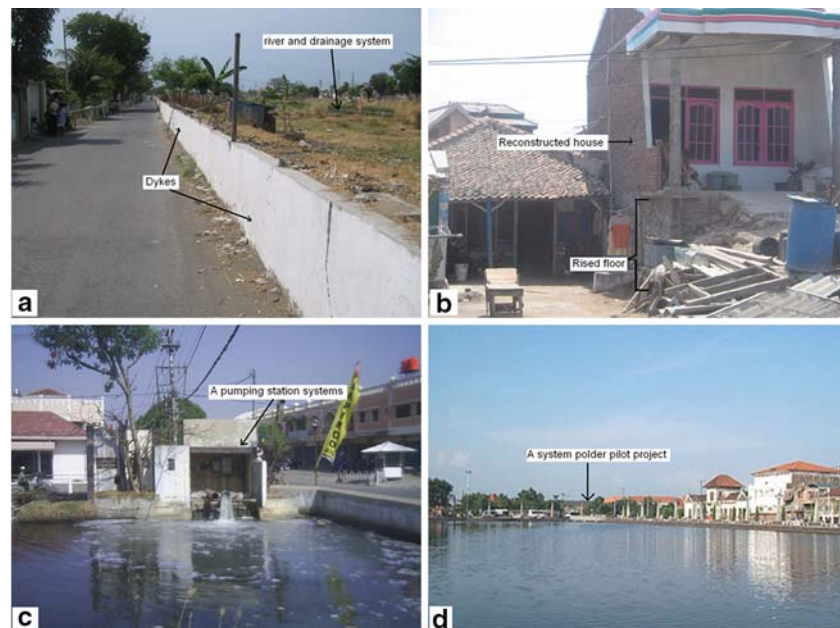 river and drainage system
Dykes
a
Reconstructed house
Rised floor
b
A pumping station systems
c
A system polder pilot project
d